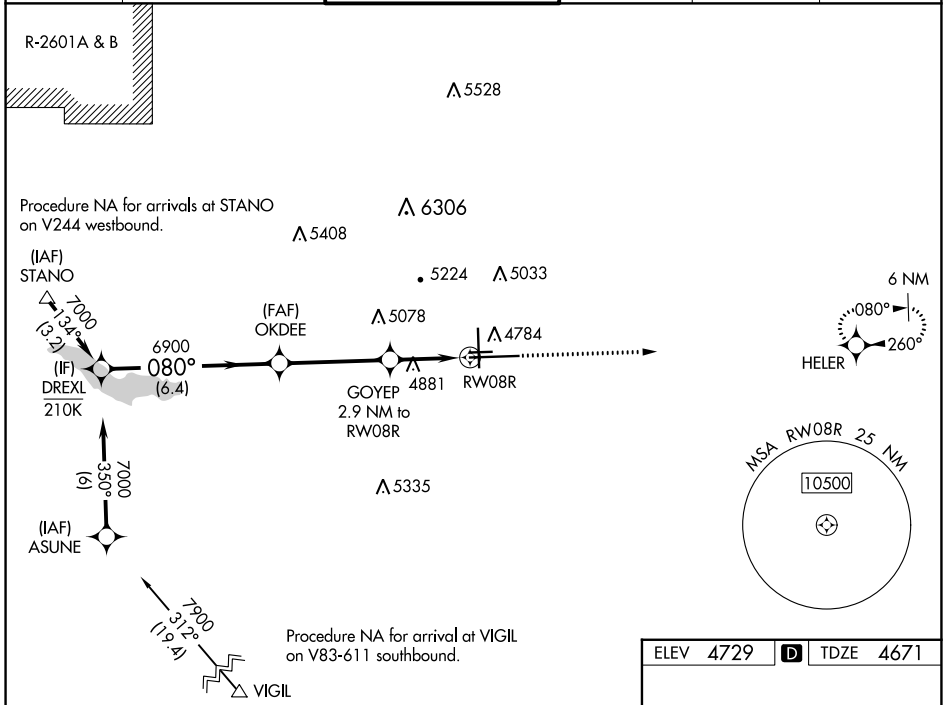 R-2601A & B
5528
Procedure NA for arrivals at STANO
on V244 westbound.
6306
5408
(IAF)
STANO
5224
5033
6 NM
7000
134°
(3.2)
(FAF)
OKDEE
5078
080°
4784
260°
6900
080°
(6.4)
HELER
(IF)
DREXL
210K
4881
RW08R
GOYEP
2.9 NM to
RW08R
MSA RW08R 25 NM
7000
350°
(6)
5335
10500
(IAF)
ASUNE
7900
312°
(19.4)
Procedure NA for arrival at VIGIL
on V83-611 southbound.
VIGIL
ELEV 4729 D TDZE 4671